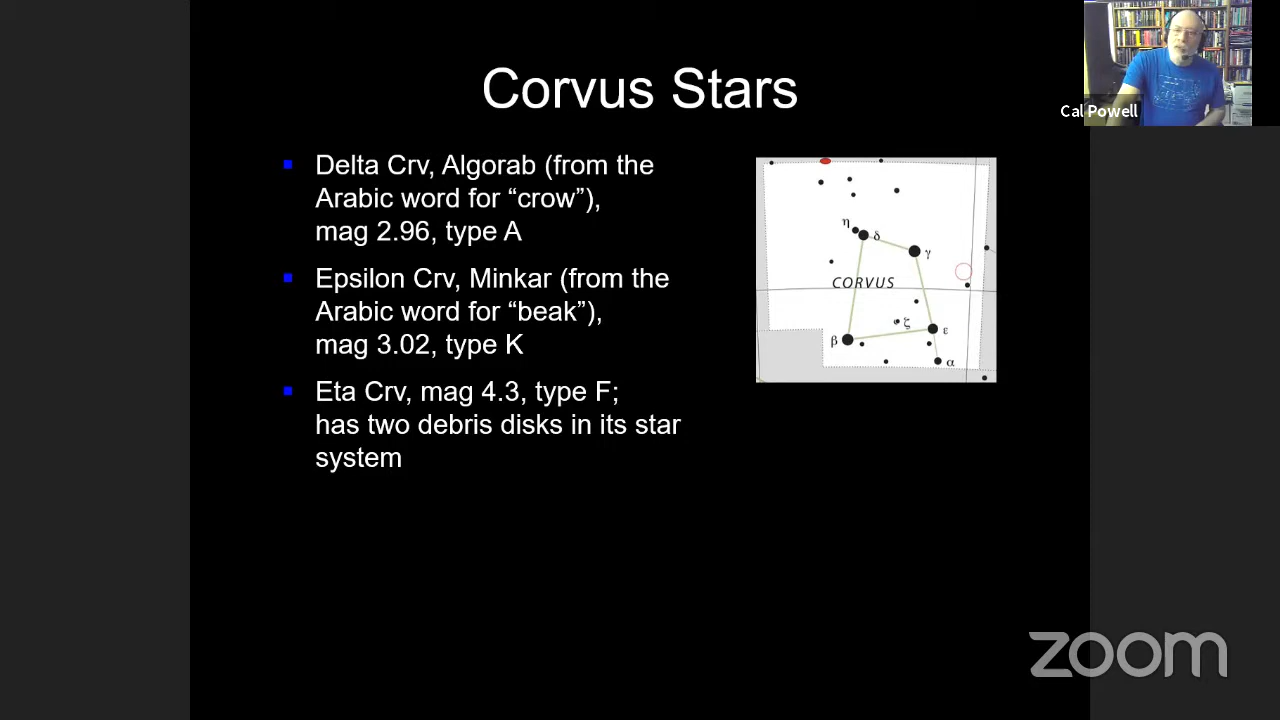 Corvus Stars
Cal Powell
Delta Crv, Algorab (from the
Arabic word for “crow”),
mag 2.96, type A
Epsilon Crv, Minkar (from the
Arabic word for “beak”),
mag 3.02, type K
Eta Crv, mag 4.3, type F;
has two debris disks in its star
system
η
δ
γ
CORVUS
ζ
ε
β
α
zoom